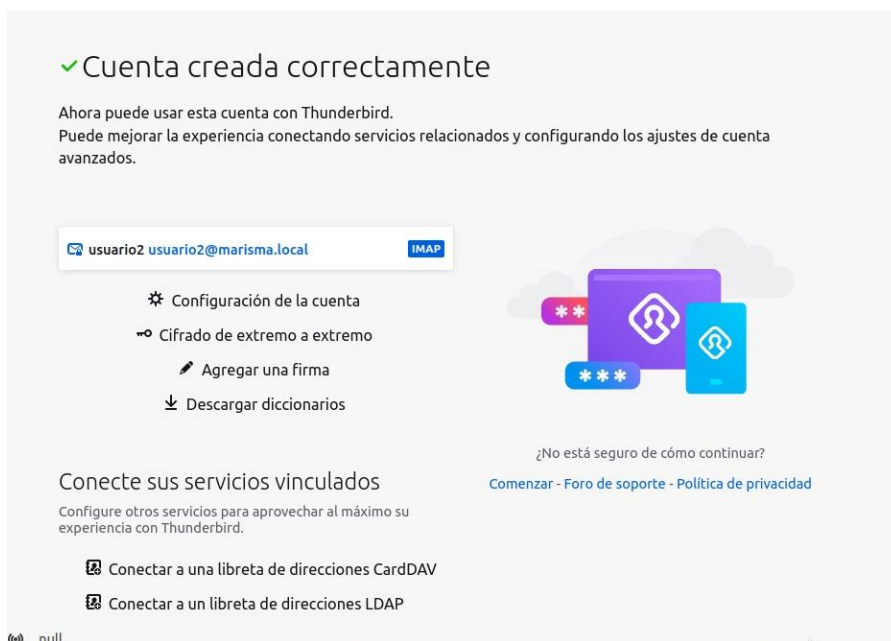 Cuenta creada correctamente
Ahora puede usar esta cuenta con Thunderbird.
Puede mejorar la experiencia conectando servicios relacionados y configurando los ajustes de cuenta
avanzados.
usuario2 usuario2@marisma.local IMAP
Configuración de la cuenta
Cifrado de extremo a extremo
Agregar una firma
Descargar diccionarios
***
***
¿No está seguro de cómo continuar?
Comenzar - Foro de soporte - Política de privacidad
Conecte sus servicios vinculados
Configure otros servicios para aprovechar al máximo su
experiencia con Thunderbird.
Conectar a una libreta de direcciones CardDAV
Conectar a un libreta de direcciones LDAP
null